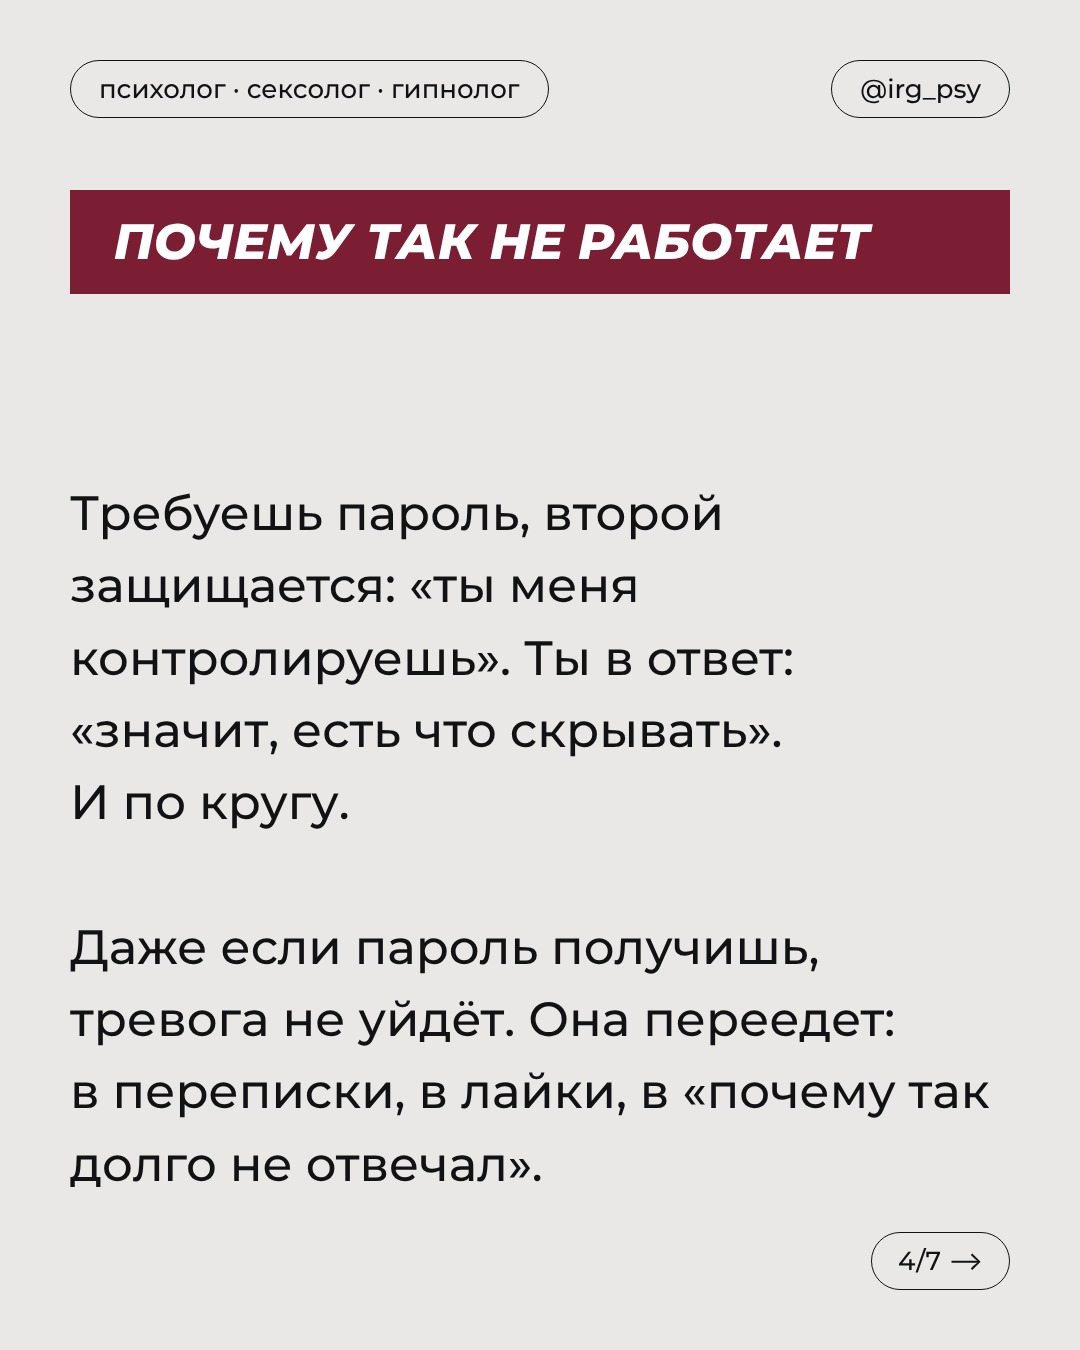 психолог · сексолог · гипнолог
@irg_psy
ПОЧЕМУ ТАК НЕ РАБОТАЕТ
Требуешь пароль, второй
защищается: «ты меня
контролируешь». Ты в ответ:
«значит, есть что скрывать».
И по кругу.
Даже если пароль получишь,
тревога не уйдёт. Она переедет:
в переписки, в лайки, в «почему так
долго не отвечал».
4/7 →